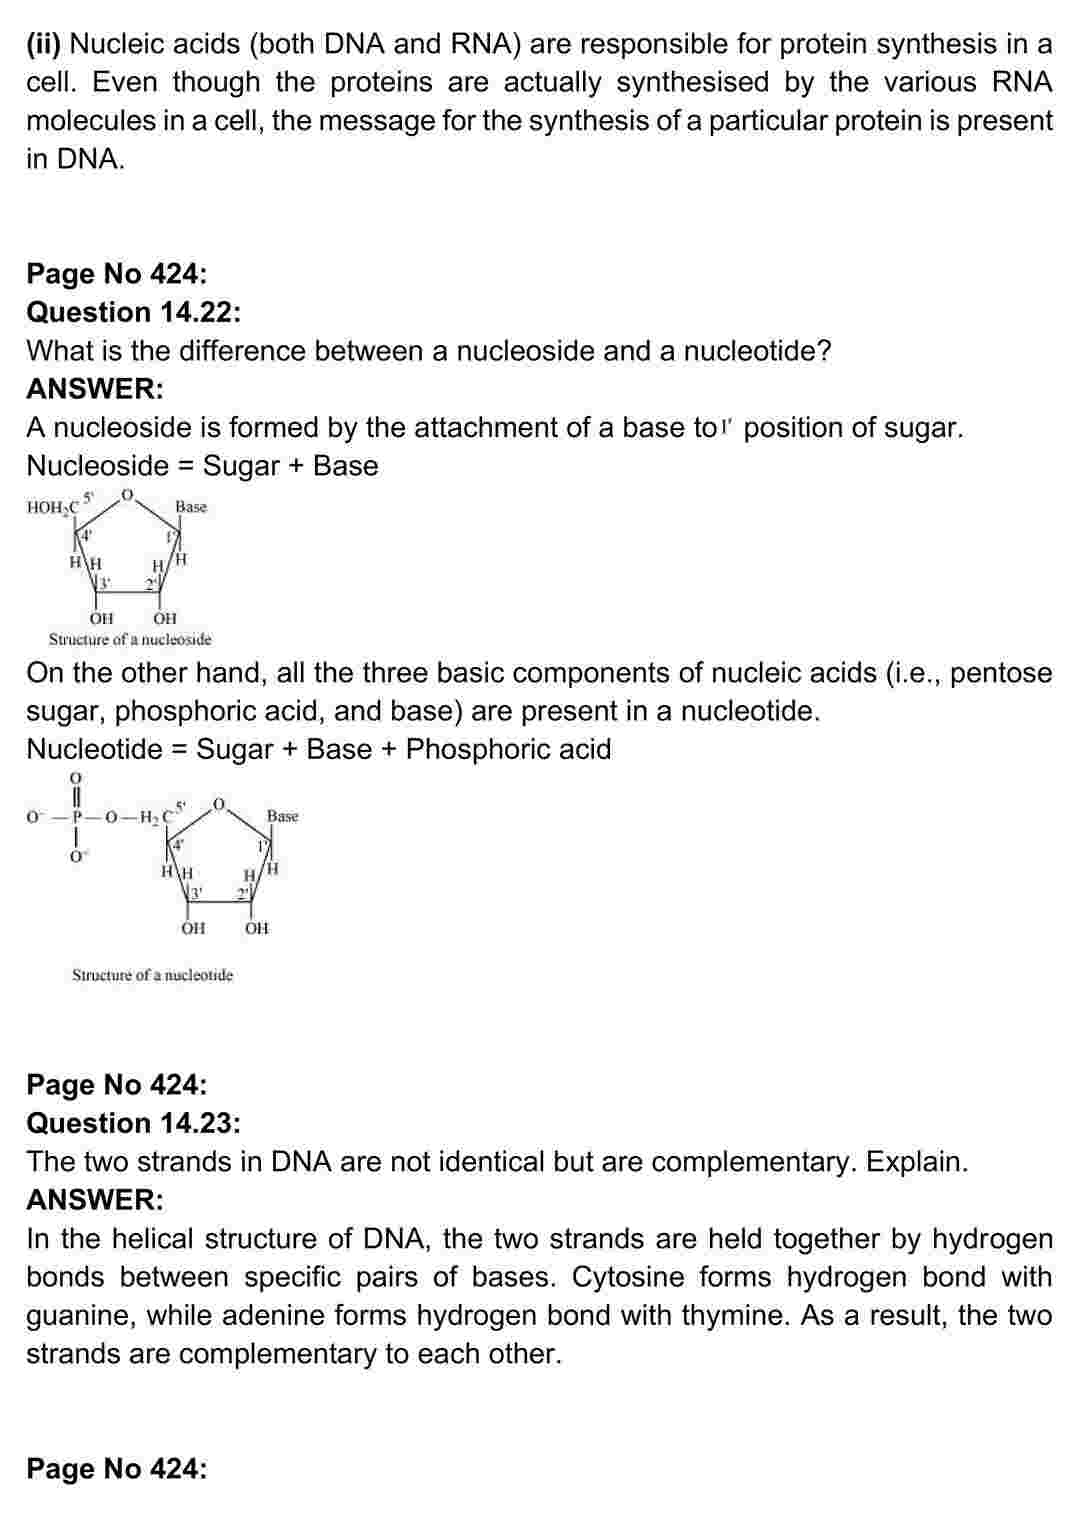 (ii) Nucleic acids (both DNA and RNA) are responsible for protein synthesis in a
cell. Even though the proteins are actually synthesised by the various RNA
molecules in a cell, the message for the synthesis of a particular protein is present
in DNA.
Page No 424:
Question 14.22:
What is the difference between a nucleoside and a nucleotide?
ANSWER:
A nucleoside is formed by the attachment of a base to1' position of sugar.
Nucleoside = Sugar + Base
HOH₂C 5' O Base
4' 1'
H H H H
3' 2'
OH OH
Structure of a nucleoside
On the other hand, all the three basic components of nucleic acids (i.e., pentose
sugar, phosphoric acid, and base) are present in a nucleotide.
Nucleotide = Sugar + Base + Phosphoric acid
O
O⁻ — P — O — H₂C 5' O Base
O⁻ 4' 1'
H H H H
3' 2'
OH OH
Structure of a nucleotide
Page No 424:
Question 14.23:
The two strands in DNA are not identical but are complementary. Explain.
ANSWER:
In the helical structure of DNA, the two strands are held together by hydrogen
bonds between specific pairs of bases. Cytosine forms hydrogen bond with
guanine, while adenine forms hydrogen bond with thymine. As a result, the two
strands are complementary to each other.
Page No 424: